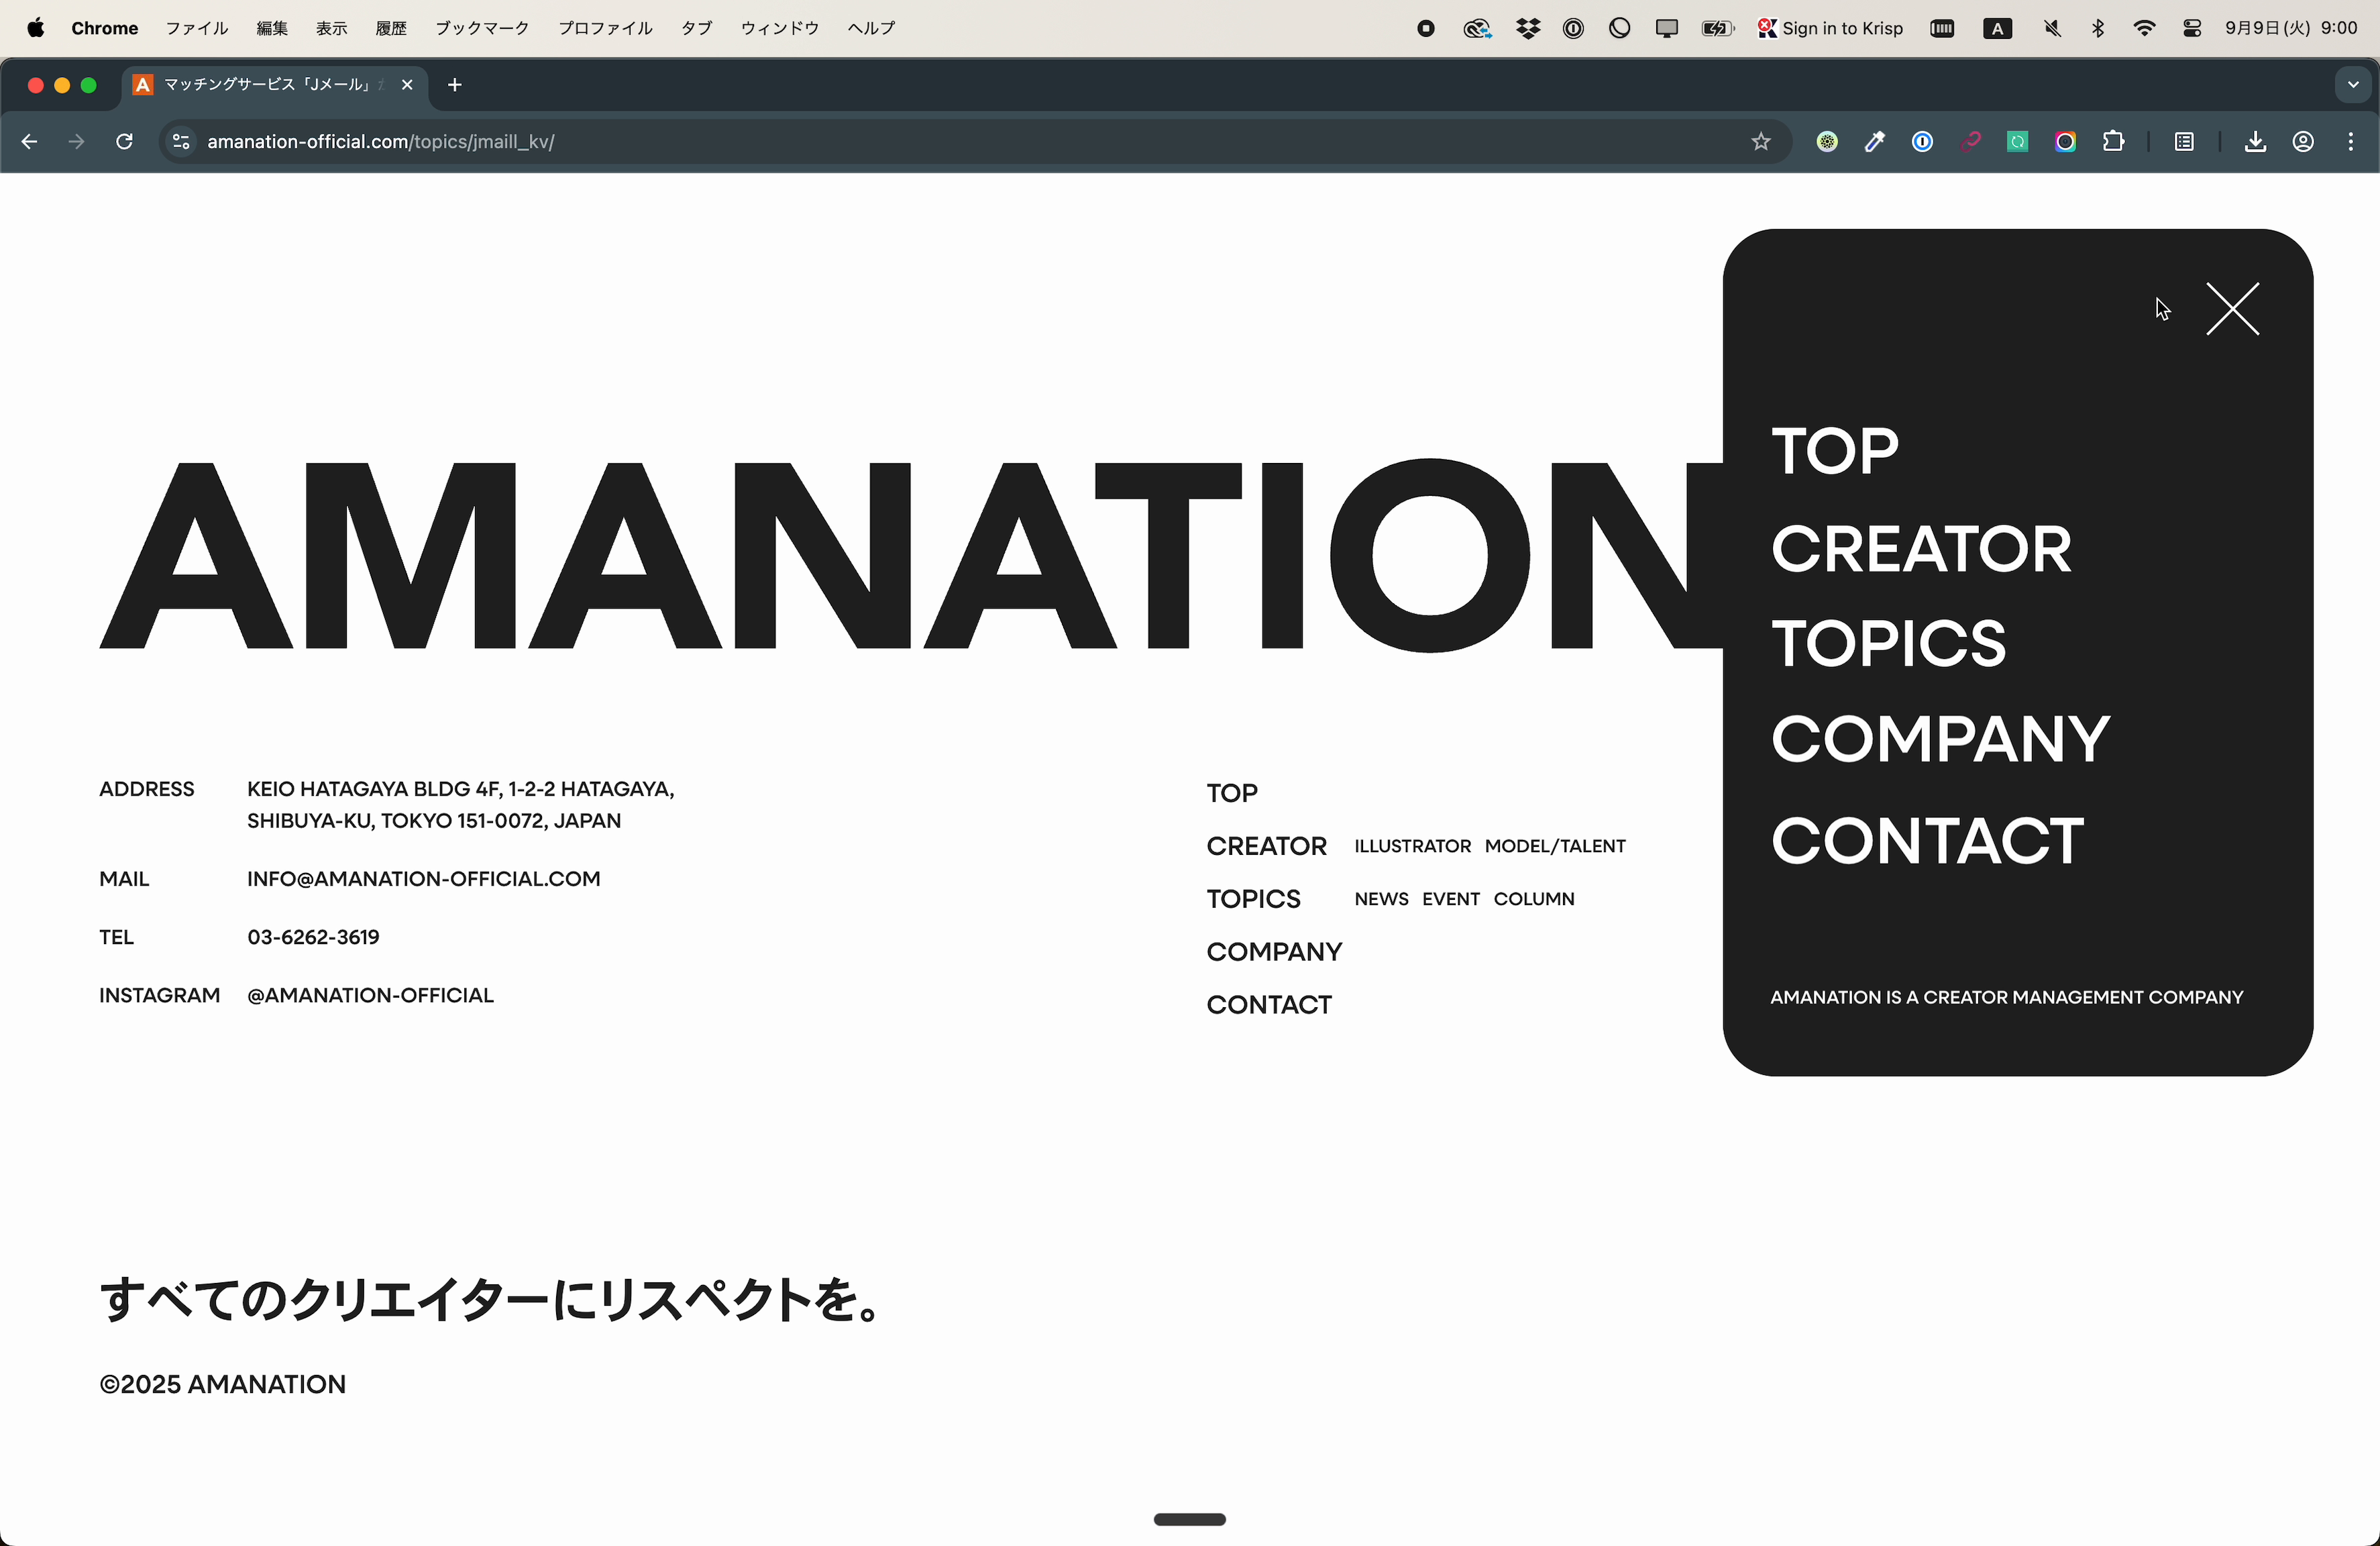 Chrome ファイル 編集 表示 履歴 ブックマーク プロファイル タブ ウィンドウ ヘルプ
Sign in to Krisp A 9月9日(火) 9:00
A マッチングサービス「Jメール」
amanation-official.com/topics/jmaill_kv/
AMANATION
TOP
CREATOR
TOPICS
COMPANY
CONTACT
AMANATION IS A CREATOR MANAGEMENT COMPANY
ADDRESS KEIO HATAGAYA BLDG 4F, 1-2-2 HATAGAYA,
SHIBUYA-KU, TOKYO 151-0072, JAPAN
MAIL INFO@AMANATION-OFFICIAL.COM
TEL 03-6262-3619
INSTAGRAM @AMANATION-OFFICIAL
TOP
CREATOR ILLUSTRATOR MODEL/TALENT
TOPICS NEWS EVENT COLUMN
COMPANY
CONTACT
すべてのクリエイターにリスペクトを。
©2025 AMANATION